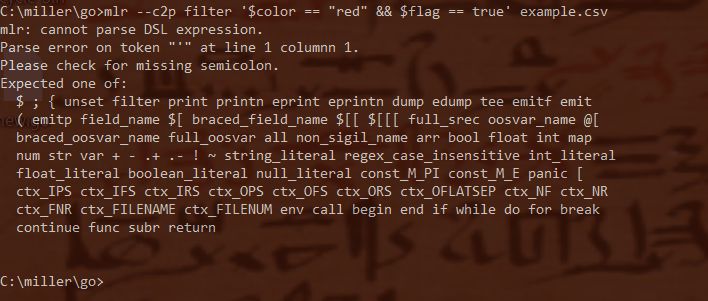 C:\miller\go>mlr --c2p filter '$color == "red" && $flag == true' example.csv
mlr: cannot parse DSL expression.
Parse error on token "'" at line 1 columnn 1.
Please check for missing semicolon.
Expected one of:
$ ; { unset filter print printn eprint eprintn dump edump tee emitf emit
( emitp field_name $[ braced_field_name $[[ $[[[ full_srec oosvar_name @[
braced_oosvar_name full_oosvar all non_sigil_name arr bool float int map
num str var + - .+ .- ! ~ string_literal regex_case_insensitive int_literal
float_literal boolean_literal null_literal const_M_PI const_M_E panic [
ctx_IPS ctx_IFS ctx_IRS ctx_OPS ctx_OFS ctx_ORS ctx_OFLATSEP ctx_NF ctx_NR
ctx_FNR ctx_FILENAME ctx_FILENUM env call begin end if while do for break
continue func subr return
C:\miller\go>